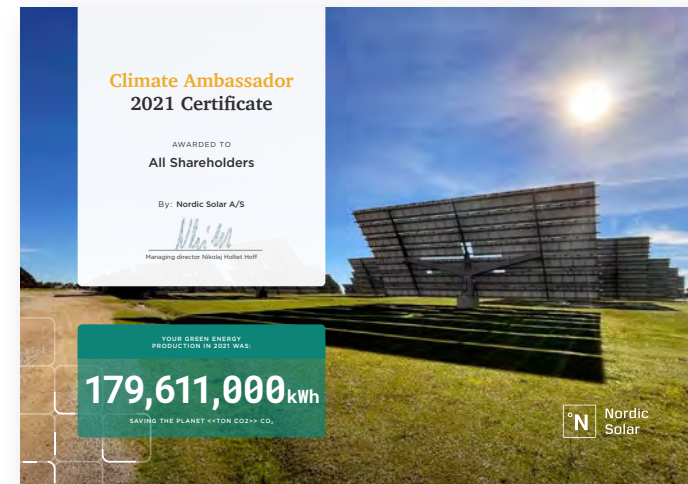 Climate Ambassador
2021 Certificate
AWARDED TO
All Shareholders
By: Nordic Solar A/S
Managing director Nikolaj Holtet Hoff
YOUR GREEN ENERGY
PRODUCTION IN 2021 WAS:
179,611,000kWh
SAVING THE PLANET <<TON CO2>> CO₂
°N
Nordic
Solar